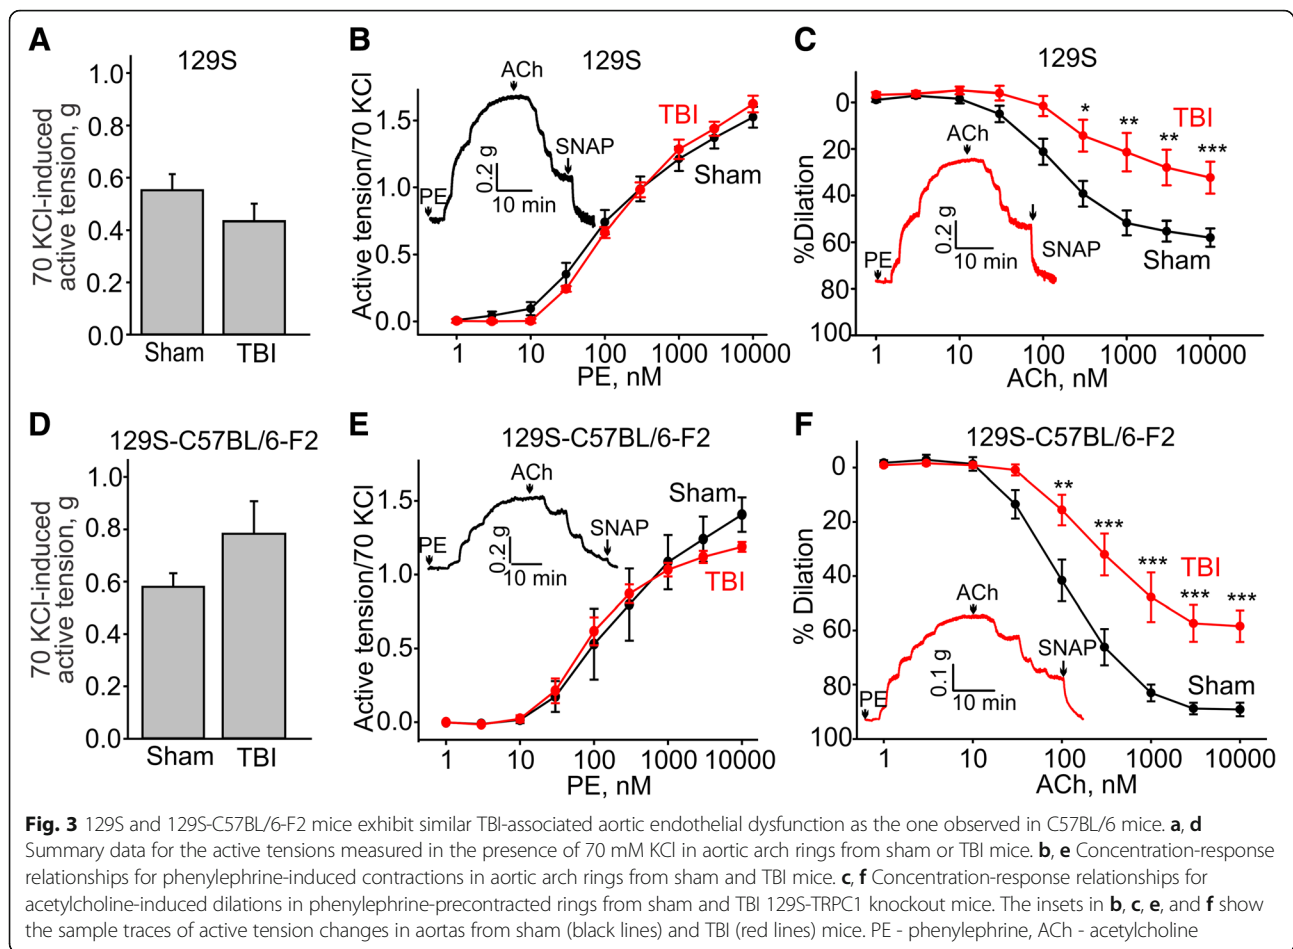 A
129S
70 KCl-induced
active tension, g
1.0
0.8
0.6
0.4
0.2
0.0
Sham TBI
B
129S
Active tension/70 KCl
1.5
1.0
0.5
0.0
ACh
SNAP
PE
0.2 g
10 min
TBI
Sham
1 10 100 1000 10000
PE, nM
C
129S
%Dilation
0
20
40
60
80
100
* ** ** ***
TBI
ACh
PE
0.2 g
10 min
SNAP
Sham
1 10 100 1000 10000
ACh, nM
D
129S-C57BL/6-F2
70 KCl-induced
active tension, g
1.0
0.8
0.6
0.4
0.2
0.0
Sham TBI
E
129S-C57BL/6-F2
Active tension/70 KCl
1.5
1.0
0.5
0.0
ACh
SNAP
PE
0.2 g
10 min
Sham
TBI
1 10 100 1000 10000
PE, nM
F
129S-C57BL/6-F2
% Dilation
0
20
40
60
80
100
** *** *** *** ***
TBI
ACh
SNAP
PE
0.1 g
10 min
Sham
1 10 100 1000 10000
ACh, nM
Fig. 3 129S and 129S-C57BL/6-F2 mice exhibit similar TBI-associated aortic endothelial dysfunction as the one observed in C57BL/6 mice. a, d
Summary data for the active tensions measured in the presence of 70 mM KCl in aortic arch rings from sham or TBI mice. b, e Concentration-response
relationships for phenylephrine-induced contractions in aortic arch rings from sham and TBI mice. c, f Concentration-response relationships for
acetylcholine-induced dilations in phenylephrine-precontracted rings from sham and TBI 129S-TRPC1 knockout mice. The insets in b, c, e, and f show
the sample traces of active tension changes in aortas from sham (black lines) and TBI (red lines) mice. PE - phenylephrine, ACh - acetylcholine